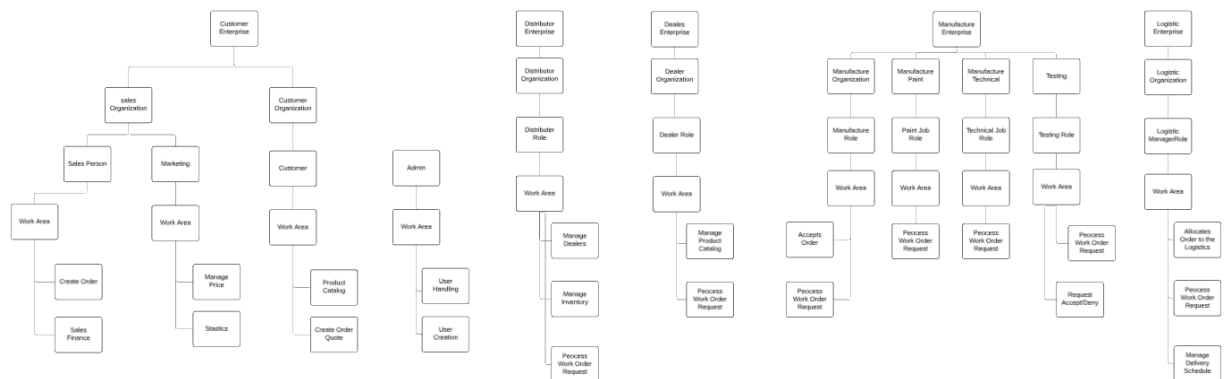 Customer
Enterprise
sales
Organization
Customer
Organization
Sales Person
Marketing
Customer
Work Area
Work Area
Work Area
Create Order
Sales
Finance
Manage
Price
Stastics
Product
Catalog
Create Order
Quote
Admin
Work Area
User
Handling
User
Creation
Distributor
Enterprise
Distributor
Organization
Distributer
Role
Work Area
Manage
Dealers
Manage
Inventory
Peocess
Work Order
Request
Deales
Enterprise
Dealer
Organization
Dealer Role
Work Area
Manage
Product
Catalog
Peocess
Work Order
Request
Manufacture
Enterprise
Manufacture
Organization
Manufacture
Paint
Manufacture
Technical
Testing
Manufacture
Role
Paint Job
Role
Technical Job
Role
Testing Role
Work Area
Work Area
Work Area
Work Area
Accepts
Order
Peocess
Work Order
Request
Peocess
Work Order
Request
Peocess
Work Order
Request
Peocess
Work Order
Request
Request
Accept/Deny
Logistic
Enterprise
Logistic
Organization
Logistic
ManagerRole
Work Area
Allocates
Order to the
Logistics
Peocess
Work Order
Request
Manage
Delivery
Schedule